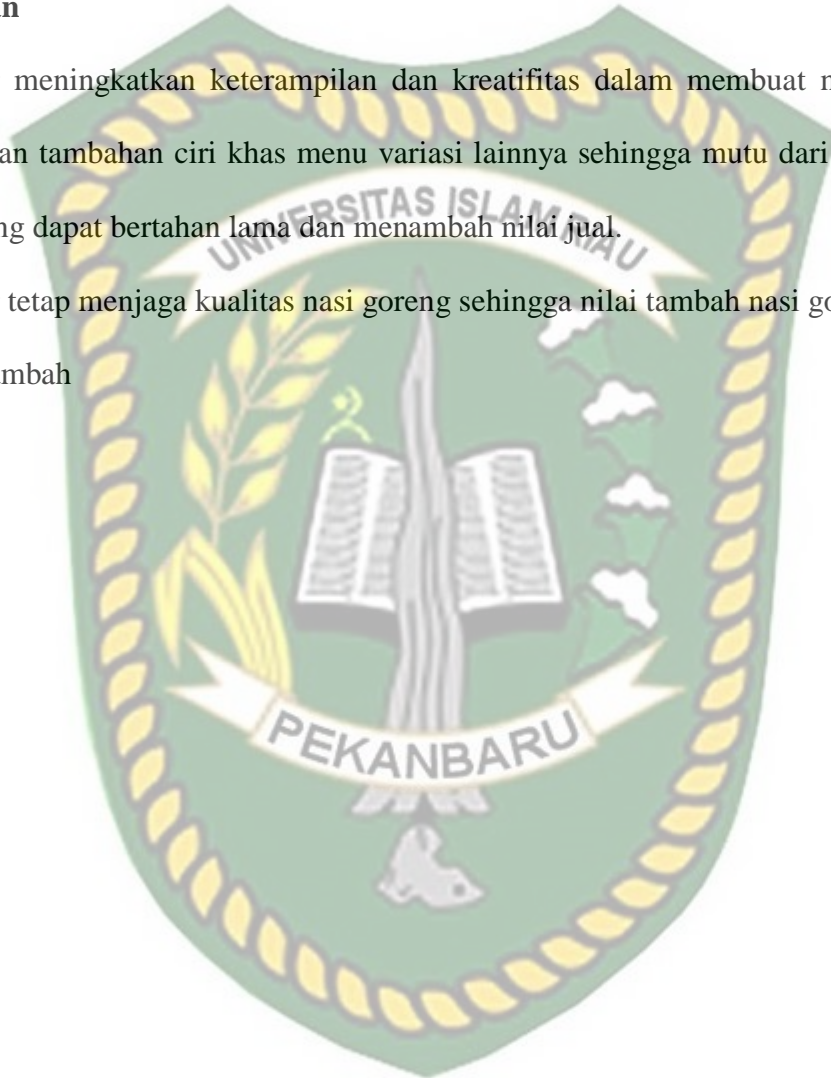 an
meningkatkan keterampilan dan kreatifitas dalam membuat n
an tambahan ciri khas menu variasi lainnya sehingga mutu dari
UNIVERSITAS ISLAM RIAU
ng dapat bertahan lama dan menambah nilai jual.
tetap menjaga kualitas nasi goreng sehingga nilai tambah nasi go
ambah
PEKANBARU